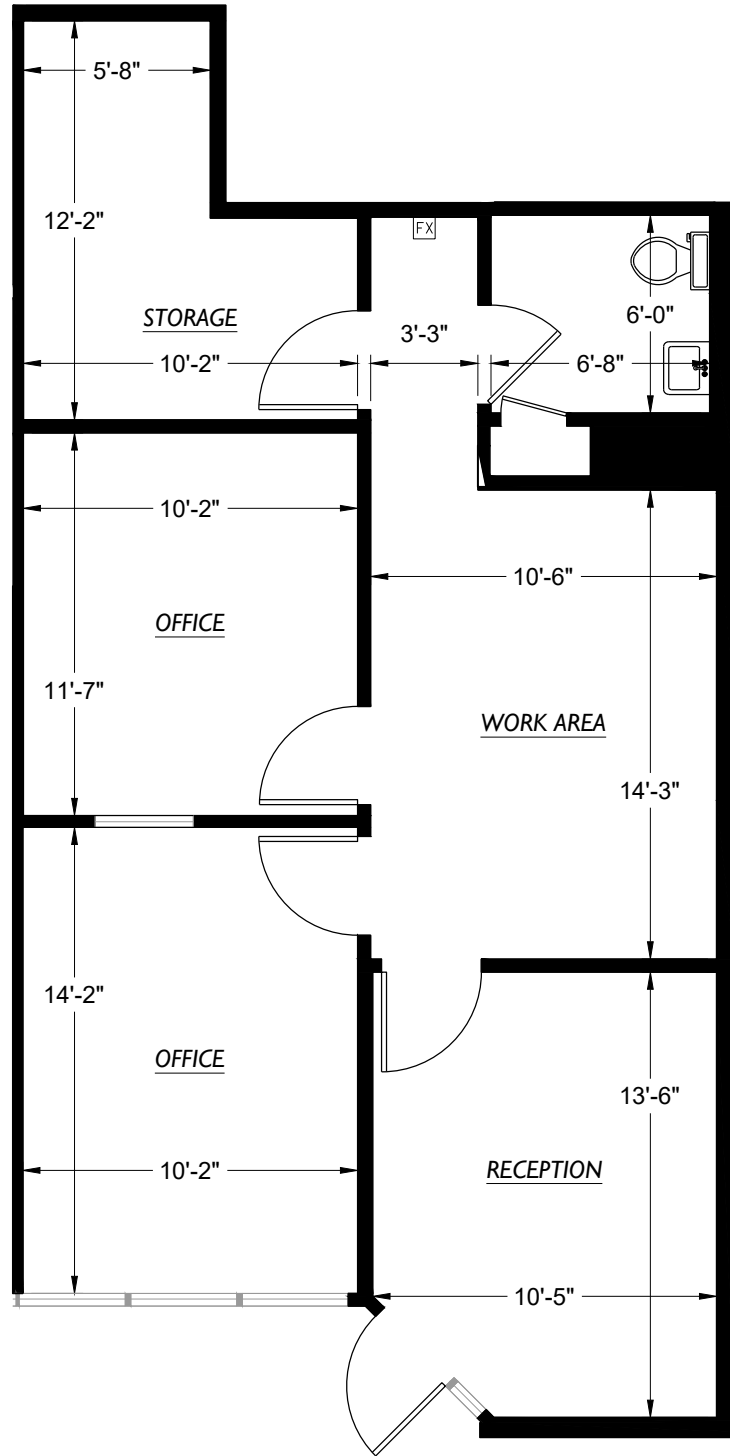 5'-8"
12'-2"
FX
STORAGE
3'-3"
6'-0"
10'-2"
6'-8"
10'-2"
10'-6"
OFFICE
11'-7"
WORK AREA
14'-3"
14'-2"
OFFICE
13'-6"
10'-2"
RECEPTION
10'-5"